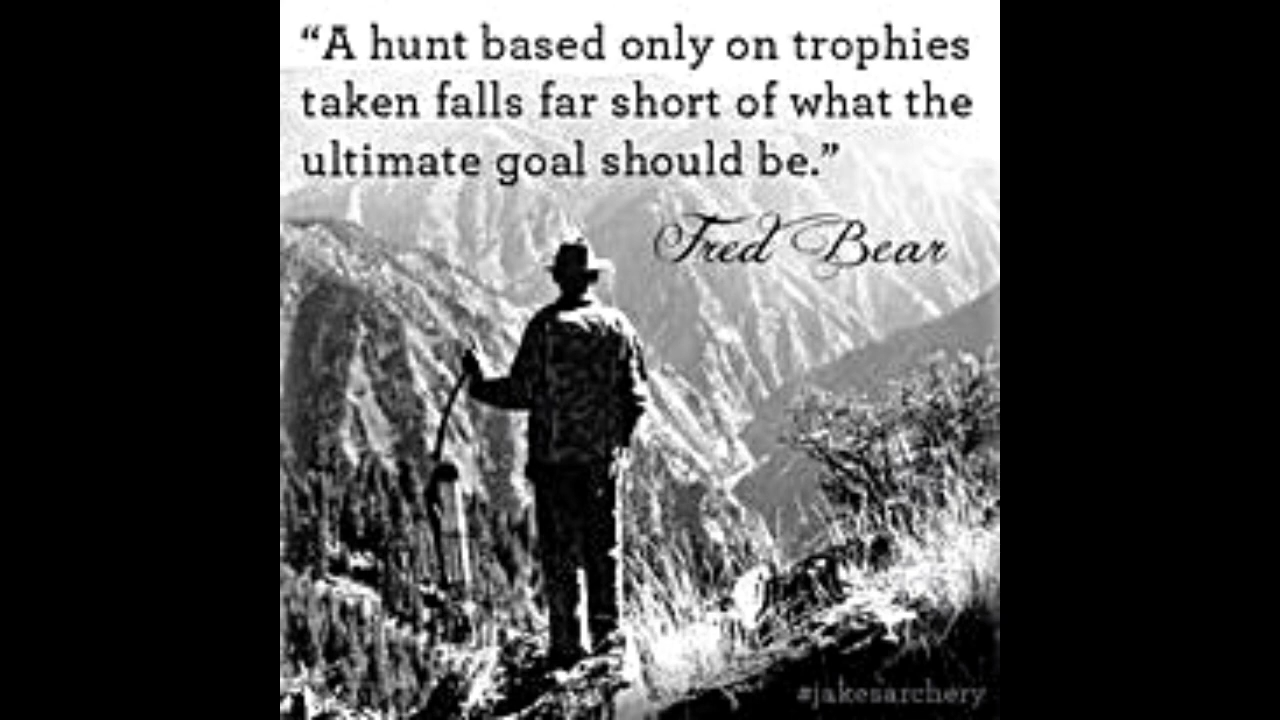 “A hunt based only on trophies
taken falls far short of what the
ultimate goal should be.”
Fred Bear
#jakesarchery